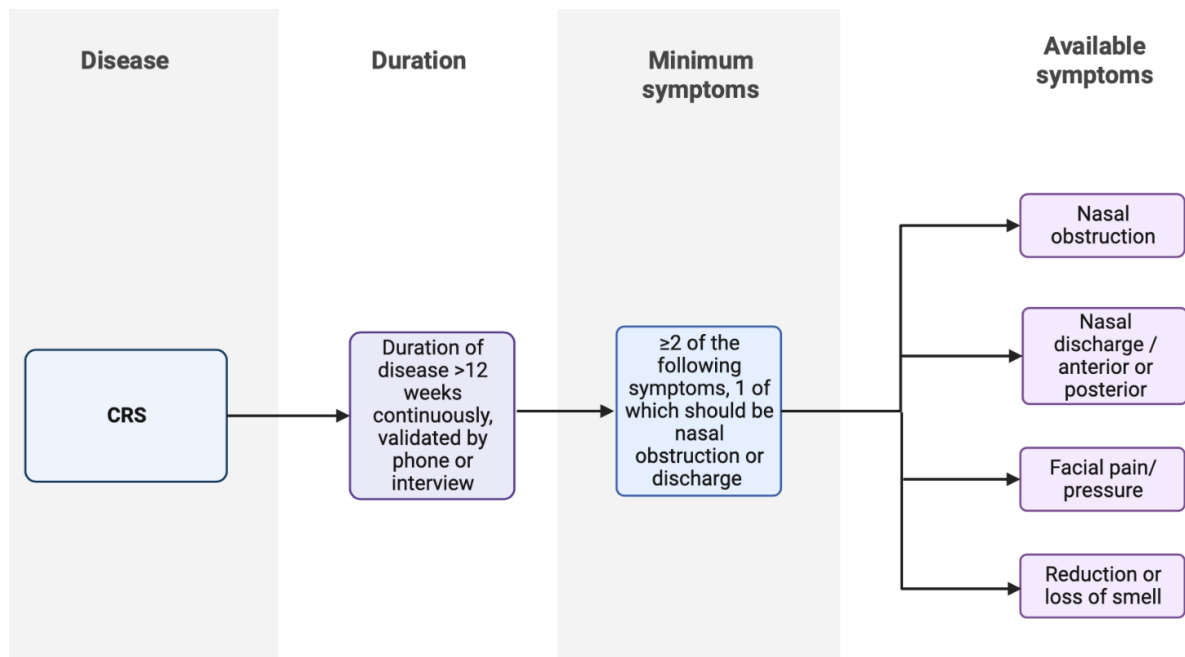 Disease
Duration
Minimum
symptoms
Available
symptoms
CRS
Duration of
disease >12
weeks
continuously,
validated by
phone or
interview
≥2 of the
following
symptoms, 1 of
which should be
nasal
obstruction or
discharge
Nasal
obstruction
Nasal
discharge /
anterior or
posterior
Facial pain/
pressure
Reduction or
loss of smell